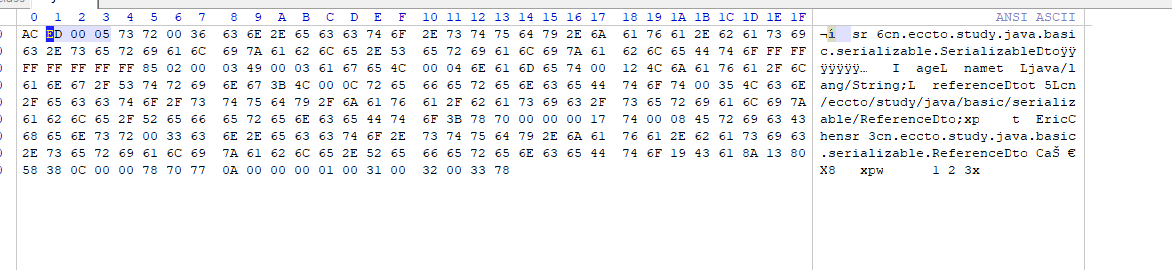 0 1 2 3 4 5 6 7 8 9 A B C D E F 10 11 12 13 14 15 16 17 18 19 1A 1B 1C 1D 1E 1F ANSI ASCII
AC ED 00 05 73 72 00 36 63 6E 2E 65 63 63 74 6F 2E 73 74 75 64 79 2E 6A 61 76 61 2E 62 61 73 69 ¬í sr 6cn.eccto.study.java.basi
63 2E 73 65 72 69 61 6C 69 7A 61 62 6C 65 2E 53 65 72 69 61 6C 69 7A 61 62 6C 65 44 74 6F FF FF c.serializable.SerializableDtoÿÿ
FF FF FF FF FF 85 02 00 03 49 00 03 61 67 65 4C 00 04 6E 61 6D 65 74 00 12 4C 6A 61 76 61 2F 6C ÿÿÿÿÿ… I ageL namet Ljava/l
61 6E 67 2F 53 74 72 69 6E 67 3B 4C 00 0C 72 65 66 65 72 65 6E 63 65 44 74 6F 74 00 35 4C 63 6E ang/String;L referenceDtot 5Lcn
2F 65 63 63 74 6F 2F 73 74 75 64 79 2F 6A 61 76 61 2F 62 61 73 69 63 2F 73 65 72 69 61 6C 69 7A /eccto/study/java/basic/serializ
61 62 6C 65 2F 52 65 66 65 72 65 6E 63 65 44 74 6F 3B 78 70 00 00 00 17 74 00 08 45 72 69 63 43 able/ReferenceDto;xp t EricC
68 65 6E 73 72 00 33 63 6E 2E 65 63 63 74 6F 2E 73 74 75 64 79 2E 6A 61 76 61 2E 62 61 73 69 63 hensr 3cn.eccto.study.java.basic
2E 73 65 72 69 61 6C 69 7A 61 62 6C 65 2E 52 65 66 65 72 65 6E 63 65 44 74 6F 19 43 61 8A 13 80 .serializable.ReferenceDto CaŠ €
58 38 0C 00 00 78 70 77 0A 00 00 00 01 00 31 00 32 00 33 78 X8 xpw 1 2 3x